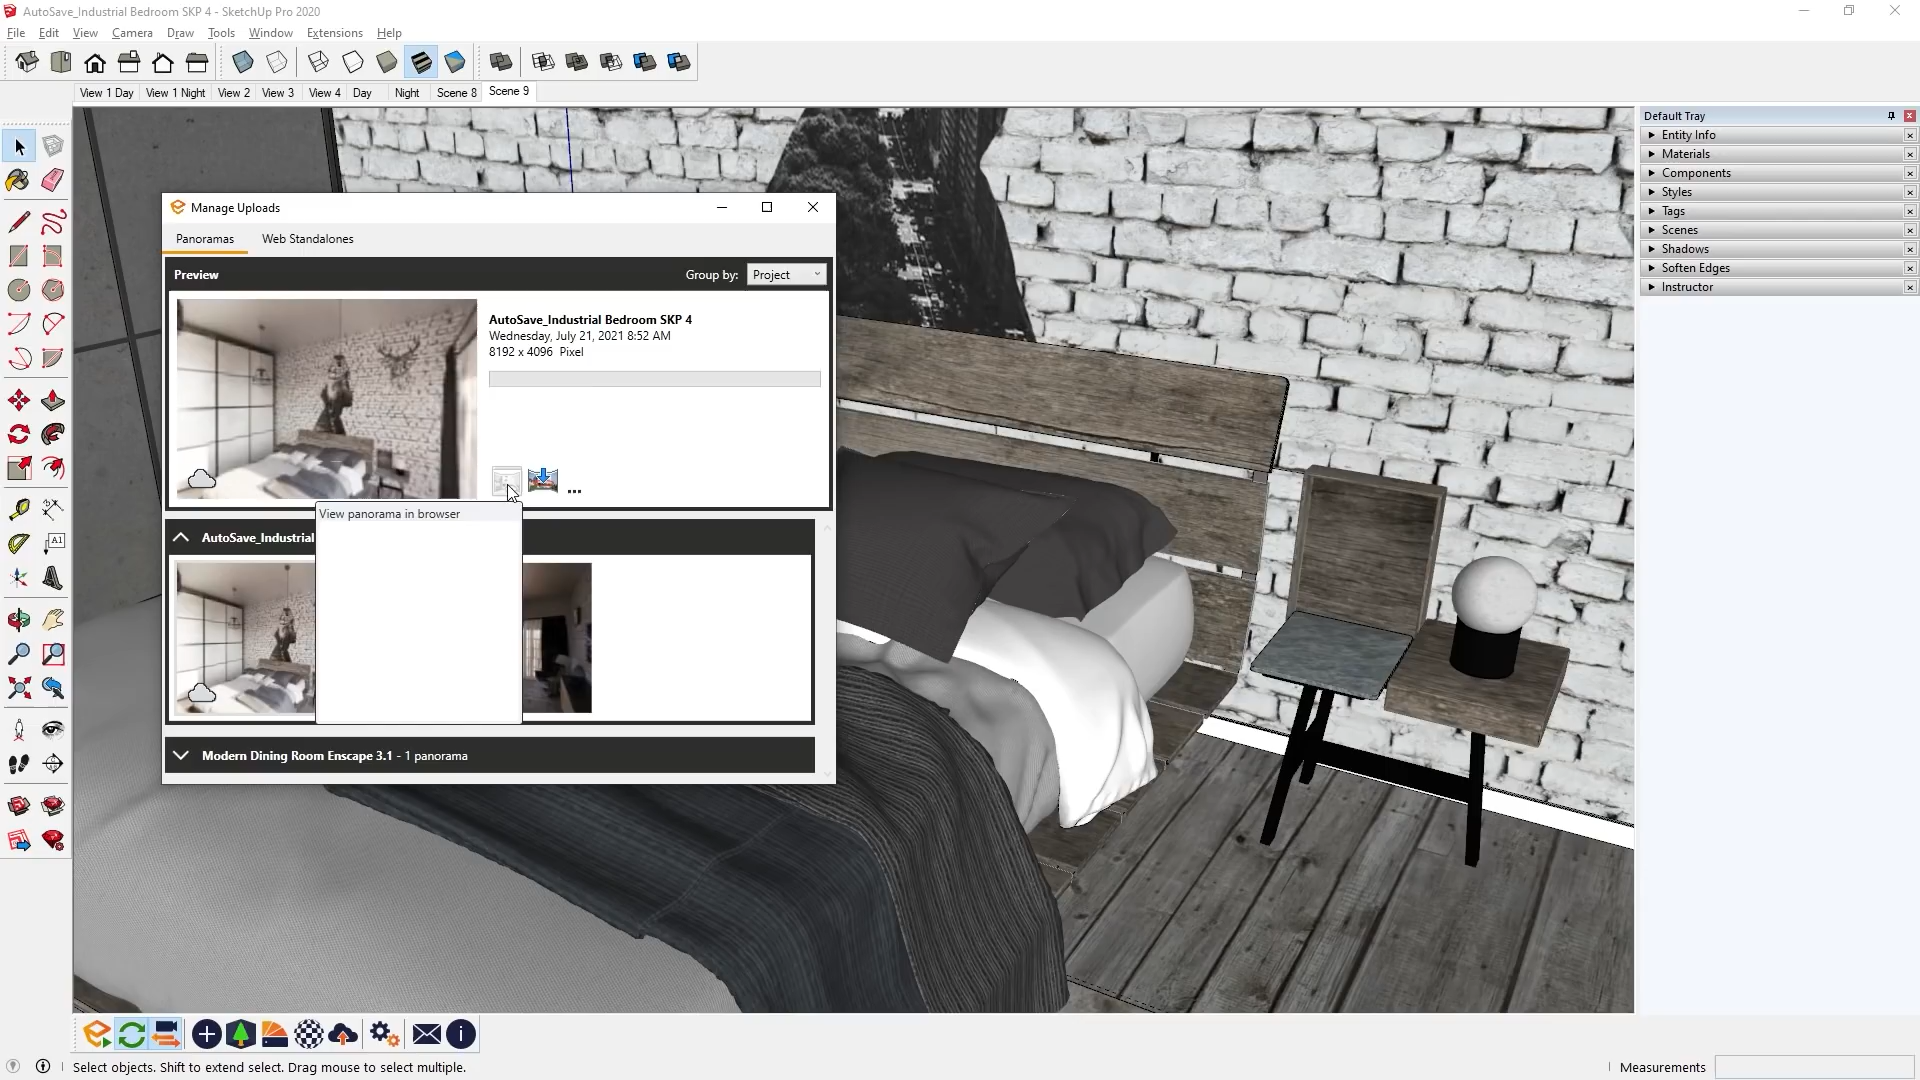 AutoSave_Industrial Bedroom SKP 4 - SketchUp Pro 2020
File Edit View Camera Draw Tools Window Extensions Help
View 1 Day View 1 Night View 2 View 3 View 4 Day Night Scene 8 Scene 9
Default Tray
Entity Info
Materials
Components
Styles
Tags
Scenes
Shadows
Soften Edges
Instructor
Manage Uploads
Panoramas Web Standalones
Preview Group by: Project
AutoSave_Industrial Bedroom SKP 4
Wednesday, July 21, 2021 8:52 AM
8192 x 4096 Pixel
...
View panorama in browser
AutoSave_Industrial
Modern Dining Room Enscape 3.1 - 1 panorama
A1
Select objects. Shift to extend select. Drag mouse to select multiple.
Measurements